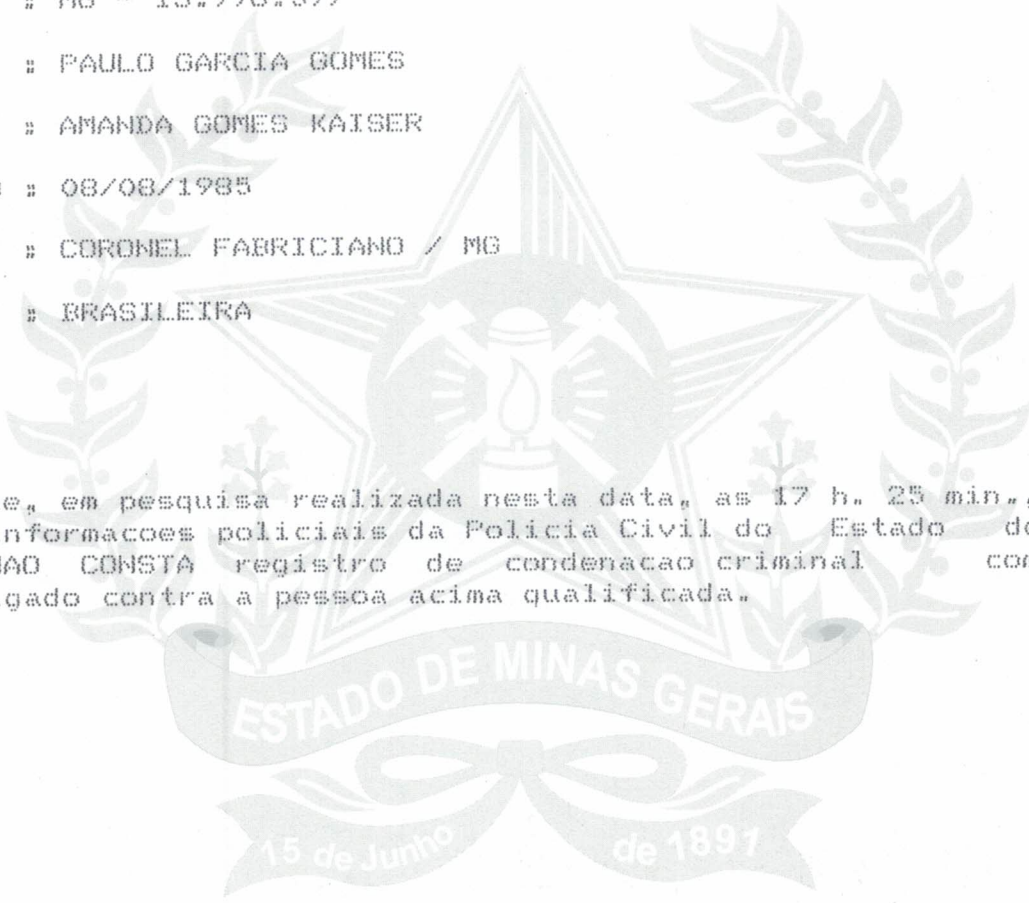 : PAULO GARCIA GOMES
: AMANDA GOMES KAISER
: 08/08/1985
: CORONEL FABRICIANO / MG
: BRASILEIRA
e, em pesquisa realizada nesta data, as 17 h. 25 min.,
nformacoes policiais da Policia Civil do Estado d
NAO CONSTA registro de condenacao criminal co
gado contra a pessoa acima qualificada.
ESTADO DE MINAS GERAIS
15 de Junho de 1891